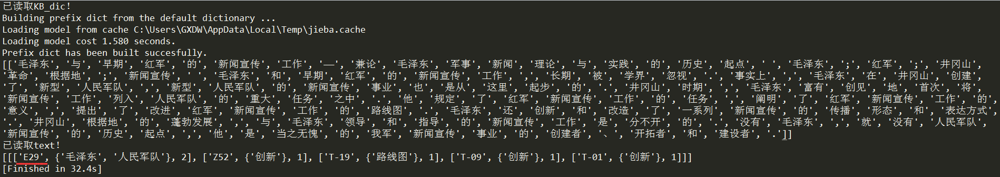 已读取KB_dic!
Building prefix dict from the default dictionary ...
Loading model from cache C:\Users\GXDW\AppData\Local\Temp\jieba.cache
Loading model cost 1.580 seconds.
Prefix dict has been built succesfully.
[['毛泽东', '与', '早期', '红军', '的', '新闻宣传', '工作', '—', '兼论', '毛泽东', '军事', '新闻', '理论', '与', '实践', '的', '历史', '起点', ' ', '毛泽东', ';', '红军', ';', '井冈山',
'革命', '根据地', ';', '新闻宣传', ' ', '毛泽东', '和', '早期', '红军', '的', '新闻宣传', '工作', ',', '长期', '被', '学界', '忽视', '.', '事实上', ',', '毛泽东', '在', '井冈山', '创建',
'了', '新型', '人民军队', ',', '新型', '人民军队', '的', '新闻宣传', '事业', '也', '是从', '这里', '起步', '的', '.', '井冈山', '时期', ',', '毛泽东', '富有', '创见', '地', '首次', '将',
'新闻宣传', '工作', '列入', '人民军队', '的', '重大', '任务', '之中', '.', '他', '规定', '了', '红军', '新闻宣传', '工作', '的', '任务', ',', '阐明', '了', '红军', '新闻宣传', '工作', '的',
'意义', ',', '提出', '了', '改进', '红军', '新闻宣传', '工作', '的', '路线图', '.', '毛泽东', '还', '创新', '和', '改造', '了', '一系列', '新闻宣传', '的', '传播', '形态', '和', '表达方式',
'.', '井冈山', '根据地', '的', '蓬勃发展', ',', '与', '毛泽东', '领导', '和', '指导', '的', '新闻宣传', '工作', '是', '分不开', '的', '.', '没有', '毛泽东', ',', '就', '没有', '人民军队',
'新闻宣传', '的', '历史', '起点', ',', '他', '是', '当之无愧', '的', '我军', '新闻宣传', '事业', '的', '创建者', '、', '开拓者', '和', '建设者', '.']]
已读取text!
[[['E29', {'毛泽东', '人民军队'}, 2], ['Z52', {'创新'}, 1], ['T-19', {'路线图'}, 1], ['T-09', {'创新'}, 1], ['T-01', {'创新'}, 1]]]
[Finished in 32.4s]